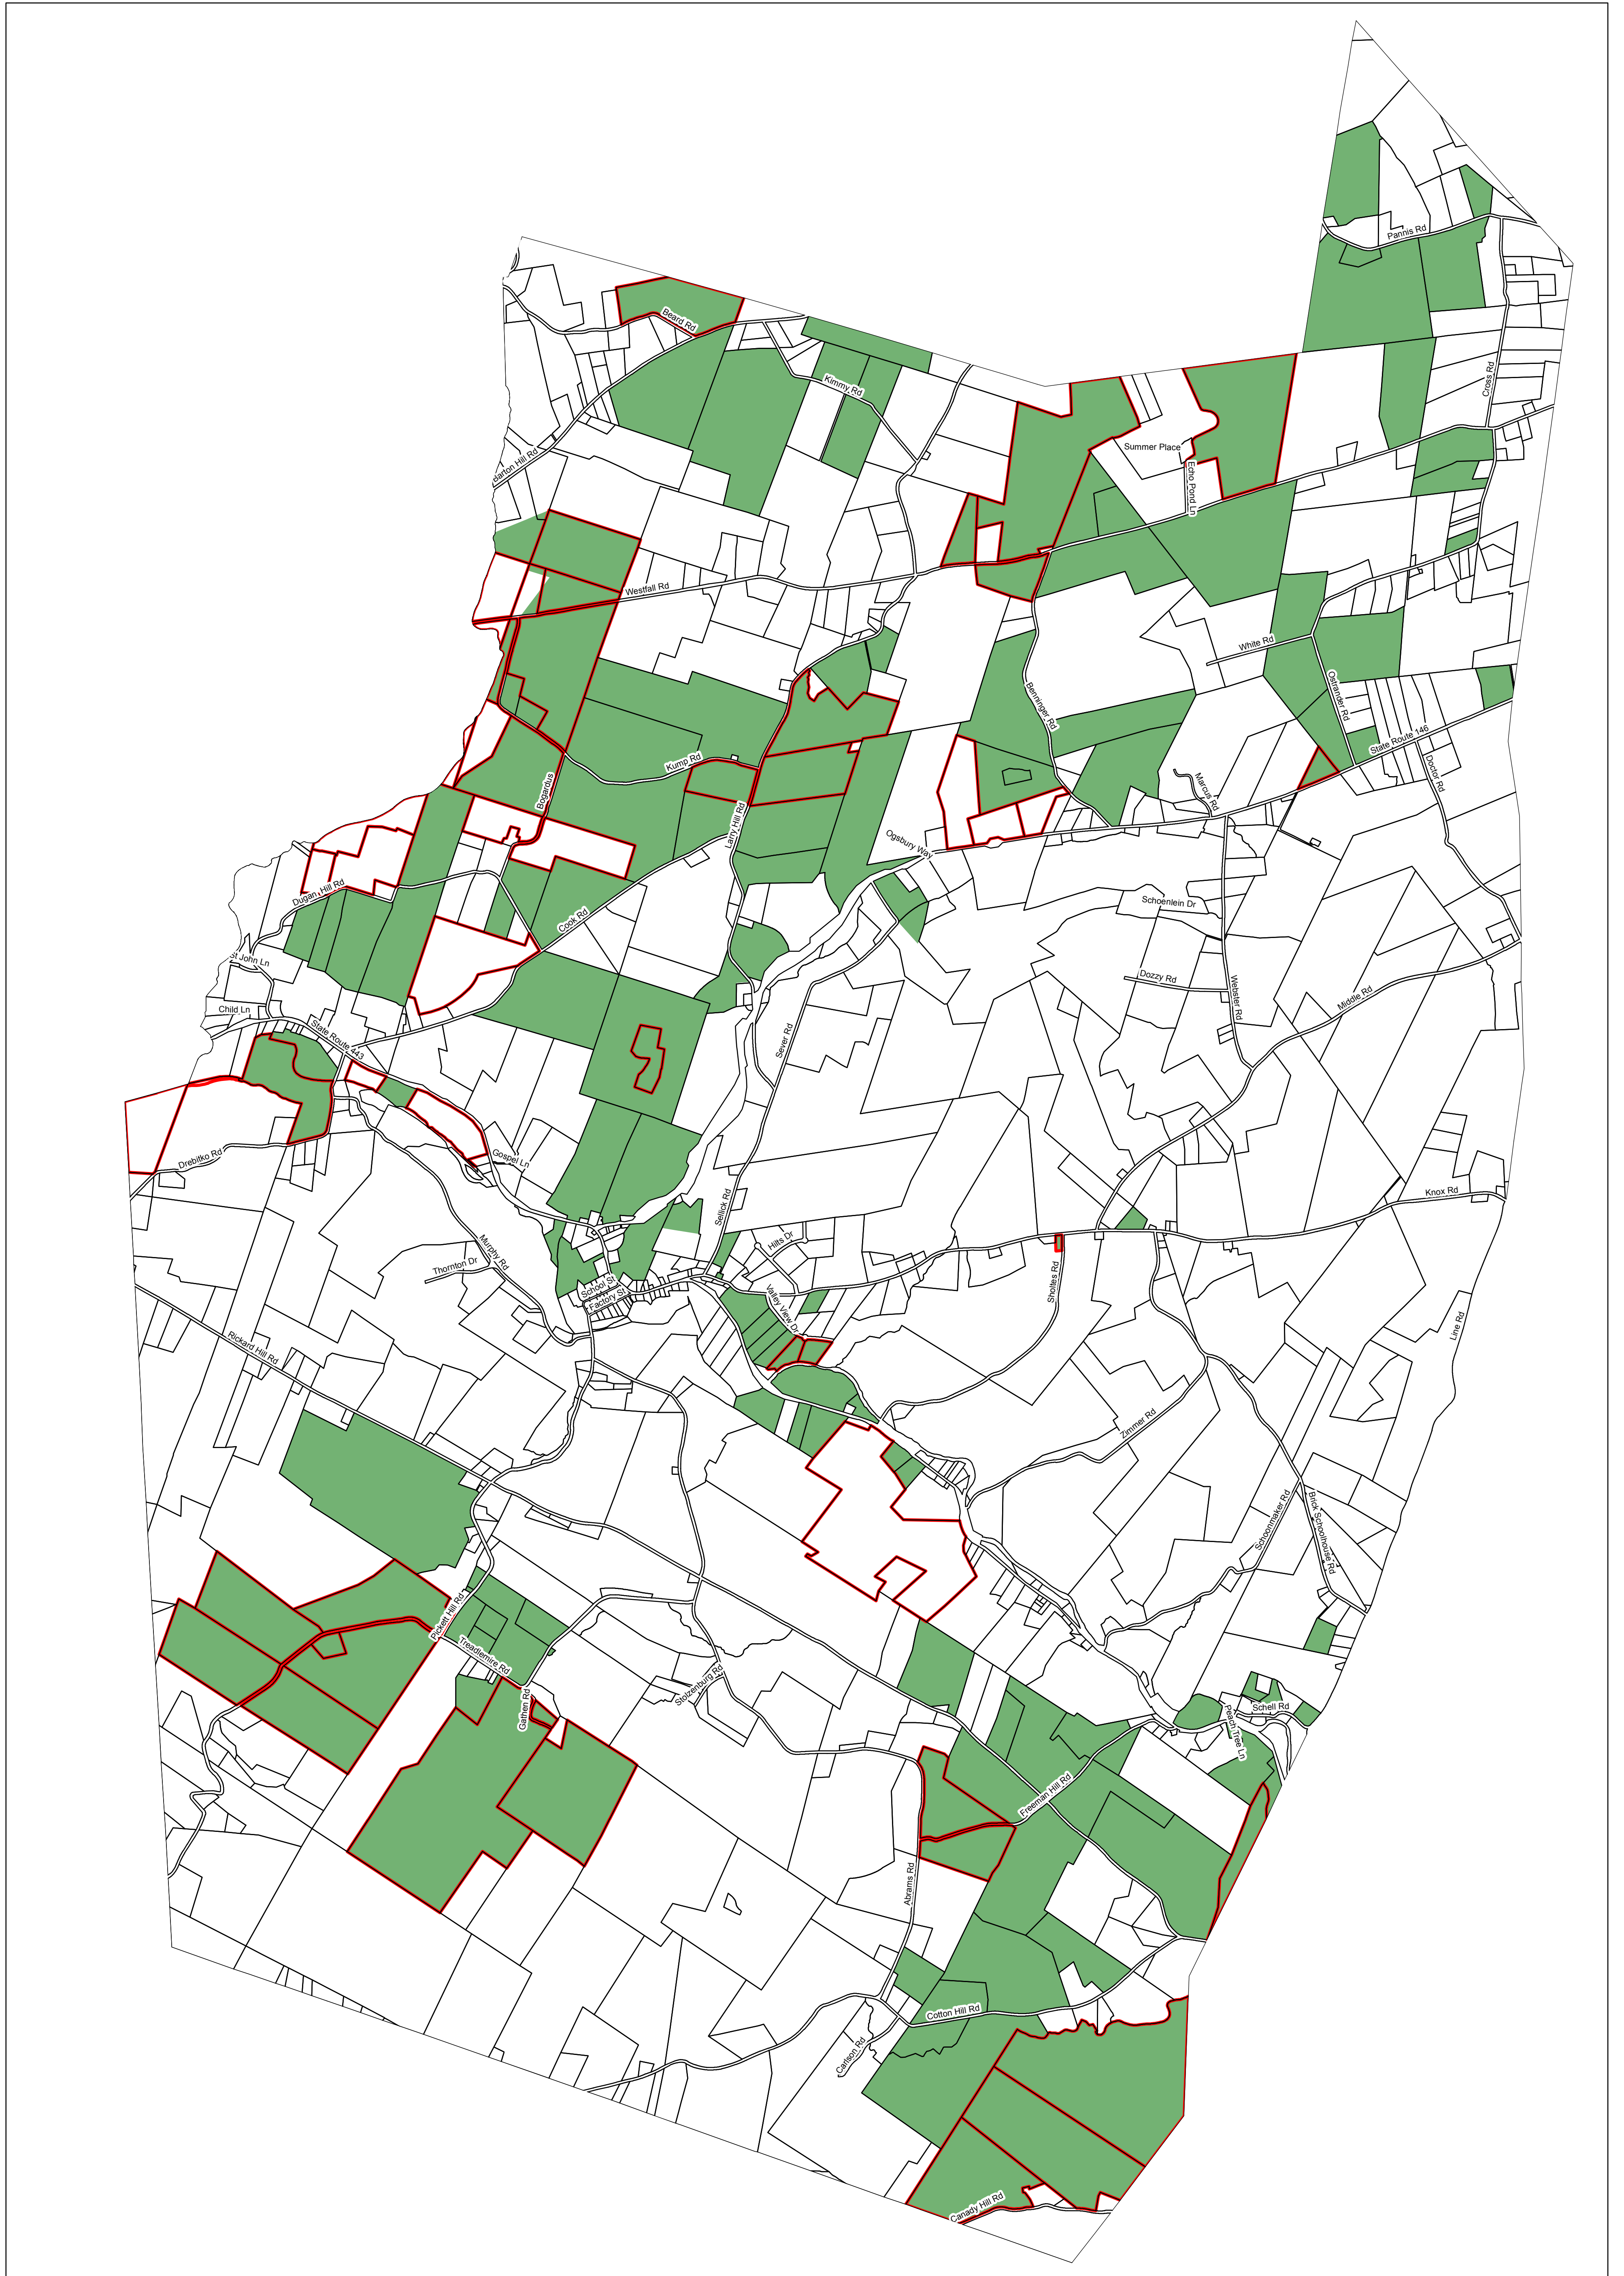 Pannis Rd
Beard Rd
Kimmy Rd
Cross Rd
Summer Place
Barton Hill Rd
Echo Pond Ln
Westfall Rd
White Rd
Ostrander Rd
Benninger Rd
State Route 146
Kump Rd
Doctor Rd
Marcus Rd
Bogardus
Larry Hill Rd
Ogsbury Way
Dugan Hill Rd
Schoenlein Dr
Cook Rd
St John Ln
Dozzy Rd
Webster Rd
Middle Rd
Child Ln
State Route 443
Sever Rd
Gospel Ln
Drebitko Rd
Knox Rd
Sellick Rd
Hilts Dr
Murphy Rd
Thornton Dr
School St
Factory St
Sholtes Rd
Valley View Dr
Line Rd
Rickard Hill Rd
Zimmer Rd
Schoonmaker Rd
Brick Schoolhouse Rd
Pickett Hill Rd
Treadlemire Rd
Stolzenburg Rd
Gathen Rd
Schell Rd
Peach Tree Ln
Freeman Hill Rd
Abrams Rd
Cotton Hill Rd
Carlson Rd
Canady Hill Rd